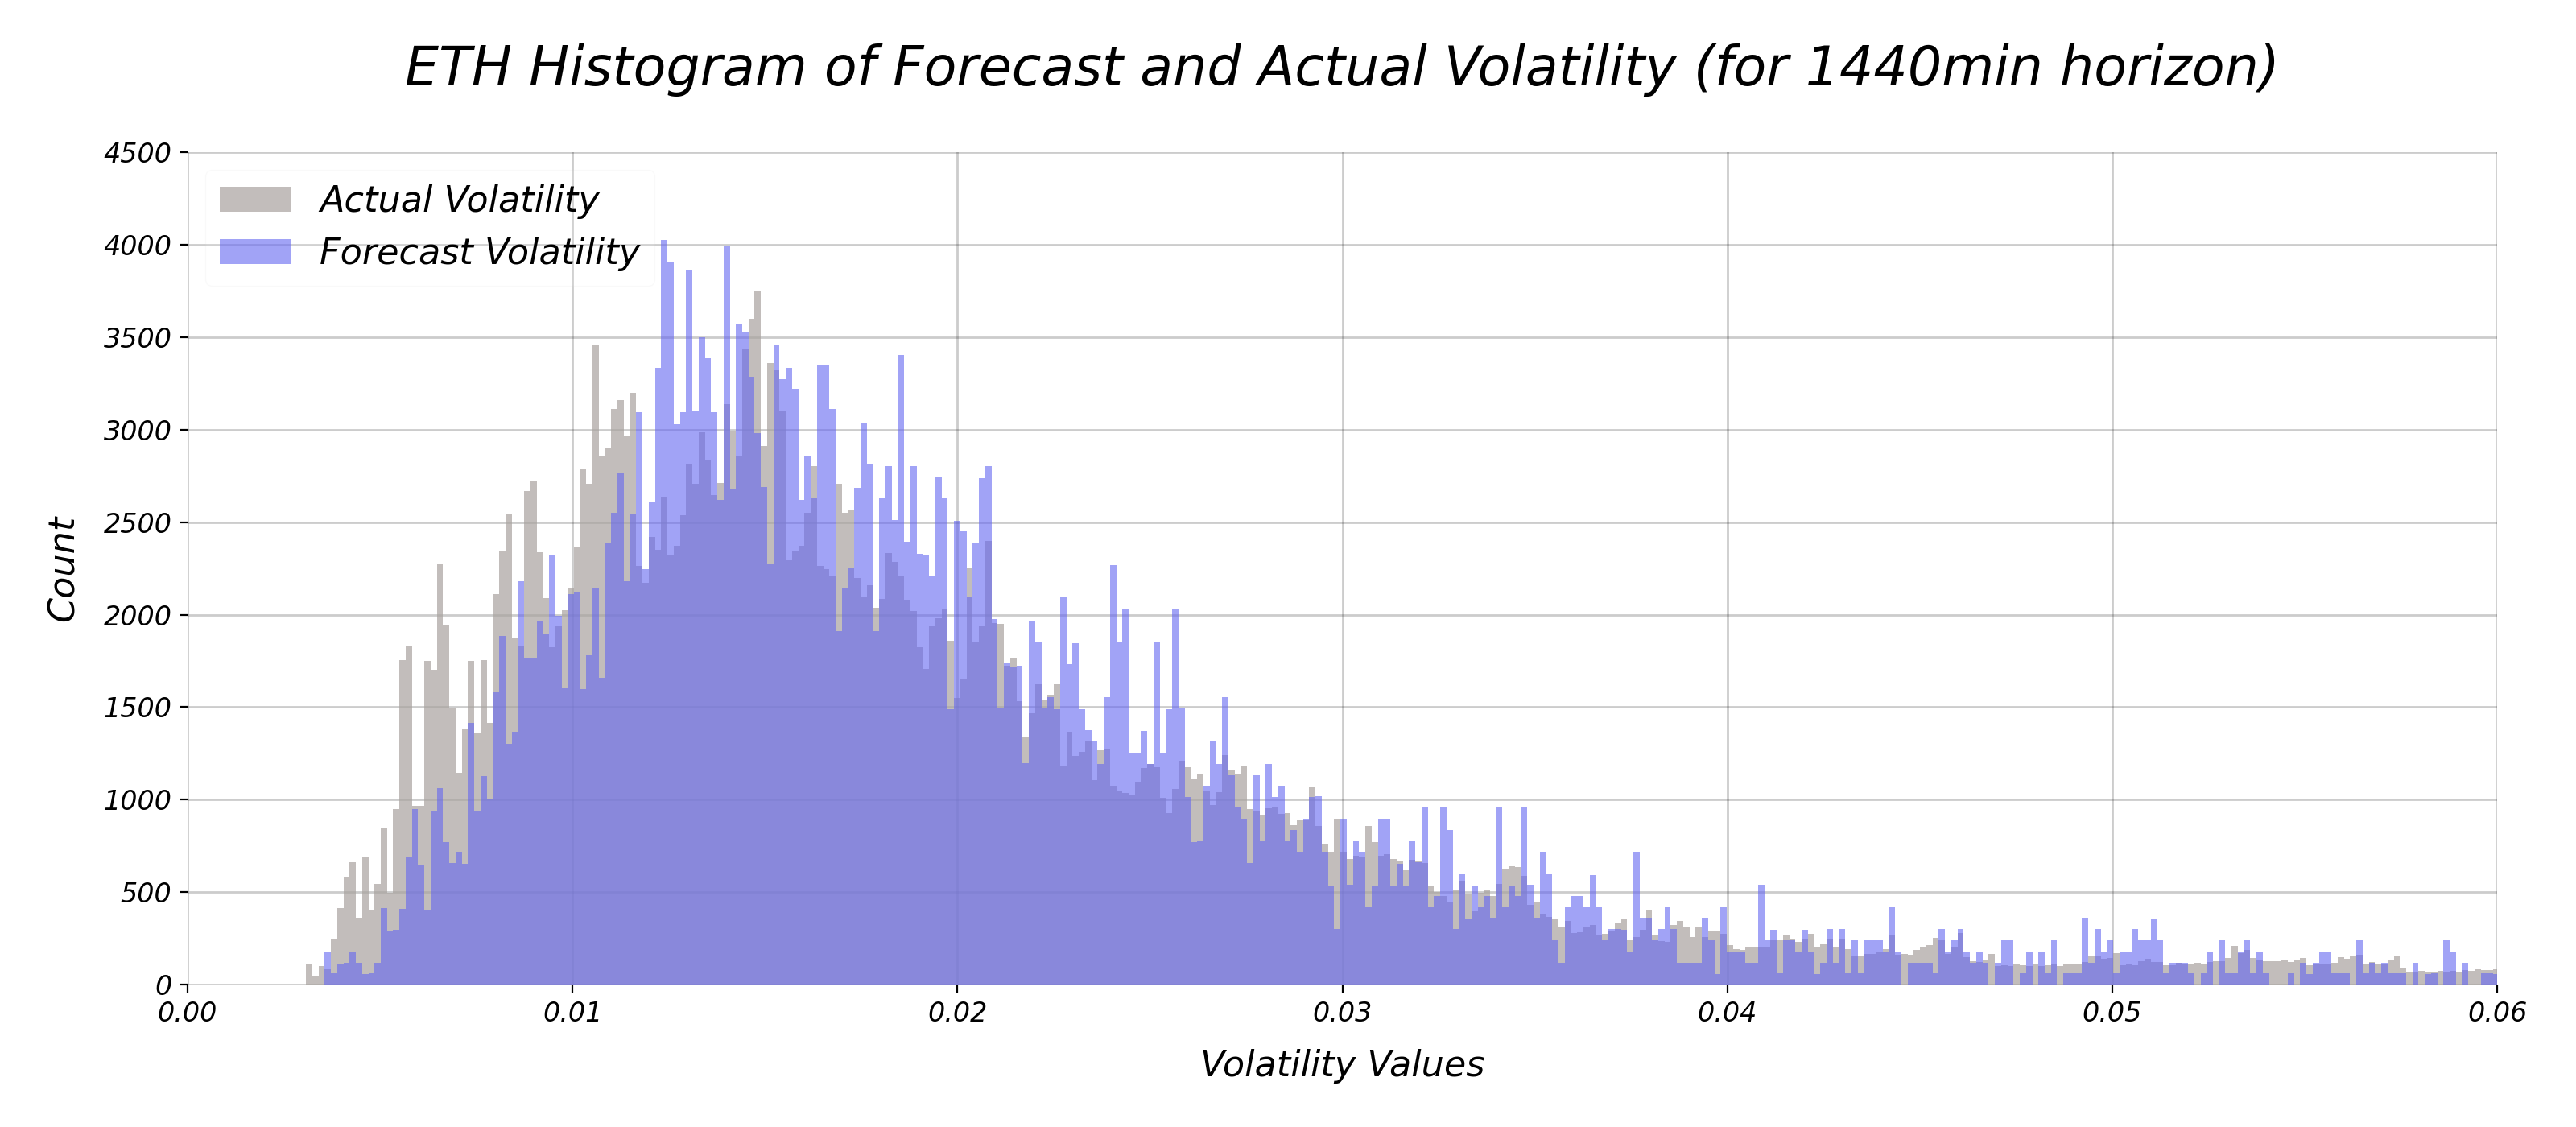 ETH Histogram of Forecast and Actual Volatility (for 1440min horizon)
4500
4000
3500
3000
2500
2000
1500
1000
500
0
Count
Actual Volatility
Forecast Volatility
0.00 0.01 0.02 0.03 0.04 0.05 0.06
Volatility Values